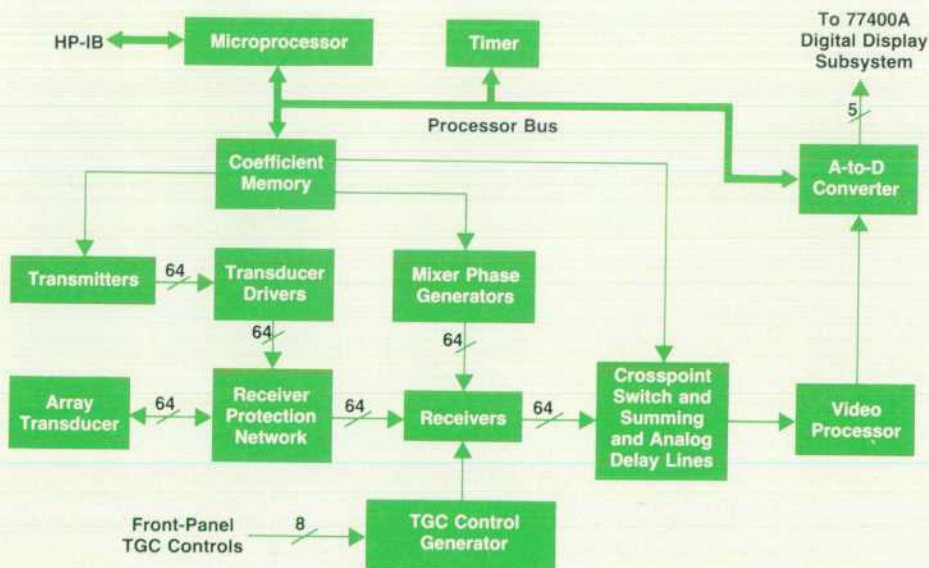 HP-IB
Microprocessor
Timer
To 77400A
Digital Display
Subsystem
5
Processor Bus
Coefficient
Memory
A-to-D
Converter
Transmitters
64
Transducer
Drivers
Mixer Phase
Generators
64
64
Array
Transducer
64
Receiver
Protection
Network
64
Receivers
64
Crosspoint
Switch and
Summing
and Analog
Delay Lines
Video
Processor
Front-Panel
TGC Controls
8
TGC Control
Generator